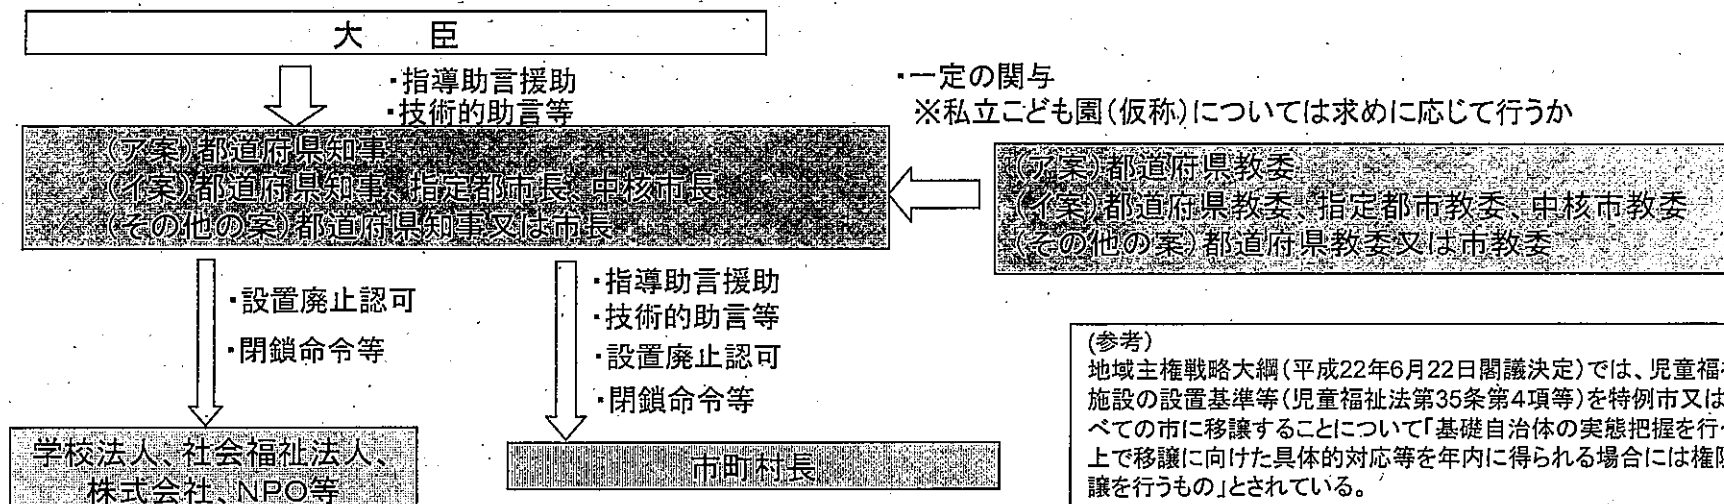 大　臣
・指導助言援助
・技術的助言等
・一定の関与
※私立こども園(仮称)については求めに応じて行うか
(ア案)都道府県知事
(イ案)都道府県知事、指定都市長、中核市長
(その他の案)都道府県知事又は市長
(ア案)都道府県教委
(イ案)都道府県教委、指定都市教委、中核市教委
(その他の案)都道府県教委又は市教委
・設置廃止認可
・閉鎖命令等
・指導助言援助
・技術的助言等
・設置廃止認可
・閉鎖命令等
学校法人、社会福祉法人、
株式会社、NPO等
市町村長
(参考)
地域主権戦略大綱(平成22年6月22日閣議決定)では、児童福
施設の設置基準等(児童福祉法第35条第4項等)を特例市又は
べての市に移譲することについて「基礎自治体の実態把握を行
上で移譲に向けた具体的対応等を年内に得られる場合には権
譲を行うもの」とされている。